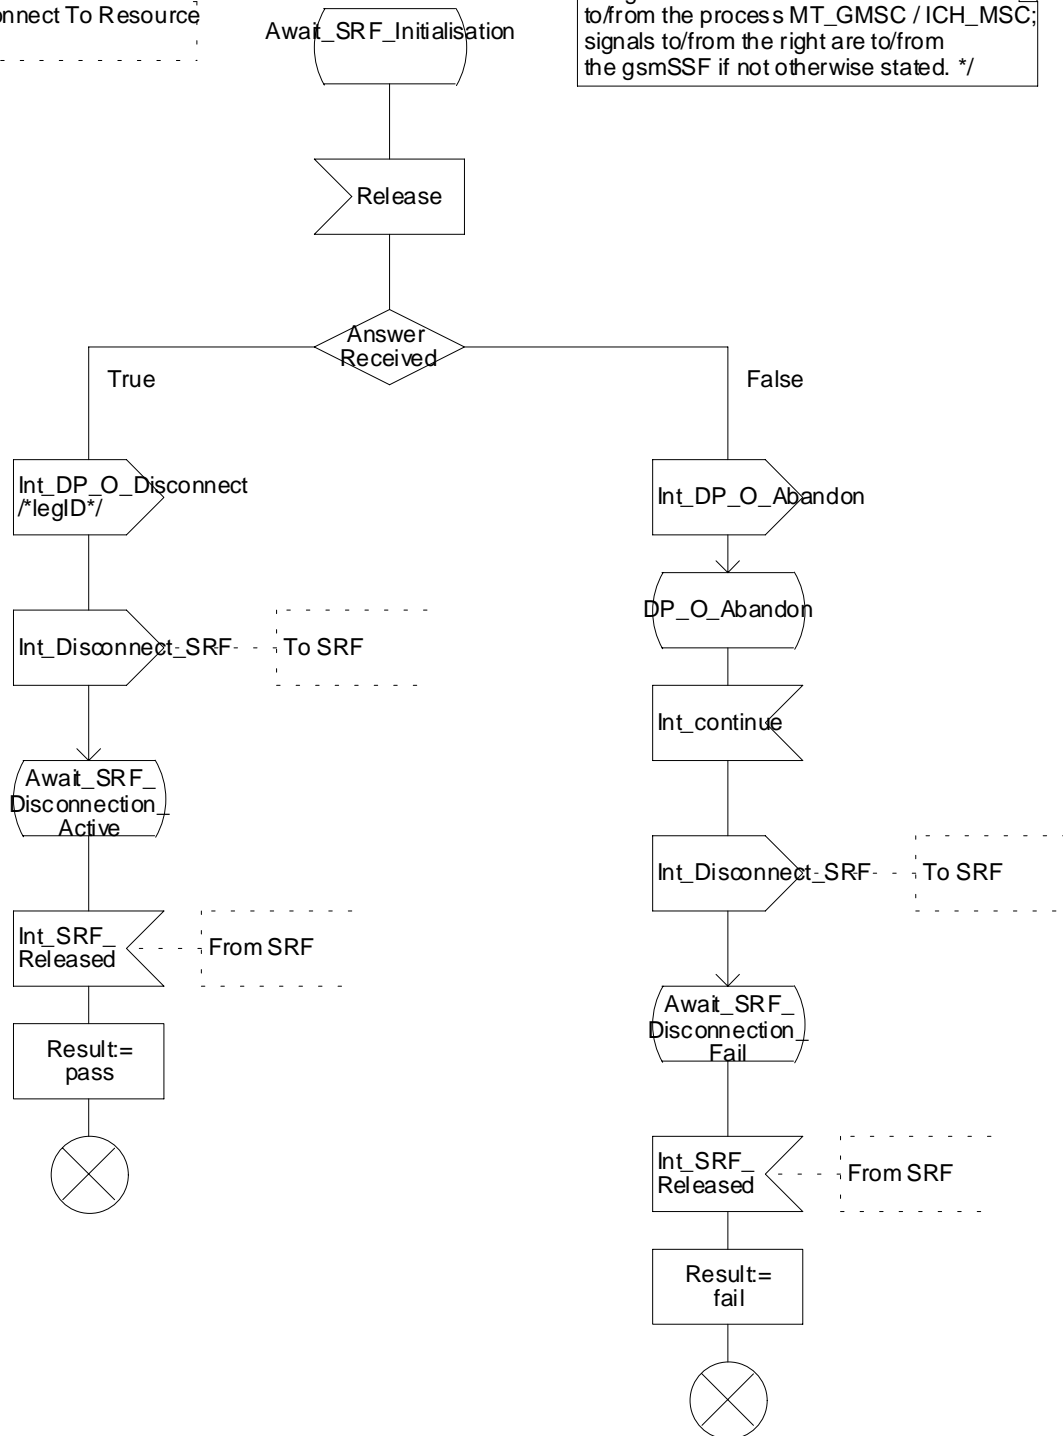 nnect To Resource
to/from the process MT_GMSC / ICH_MSC;
signals to/from the right are to/from
the gsmSSF if not otherwise stated. */
Await_SRF_Initialisation
Release
Answer
Received
True
False
Int_DP_O_Disconnect
/*legID*/
Int_DP_O_Abandon
DP_O_Abandon
Int_Disconnect_SRF
To SRF
Int_continue
Await_SRF_
Disconnection_
Active
Int_Disconnect_SRF
To SRF
Int_SRF_
Released
From SRF
Await_SRF_
Disconnection_
Fail
Result:=
pass
Int_SRF_
Released
From SRF
Result:=
fail